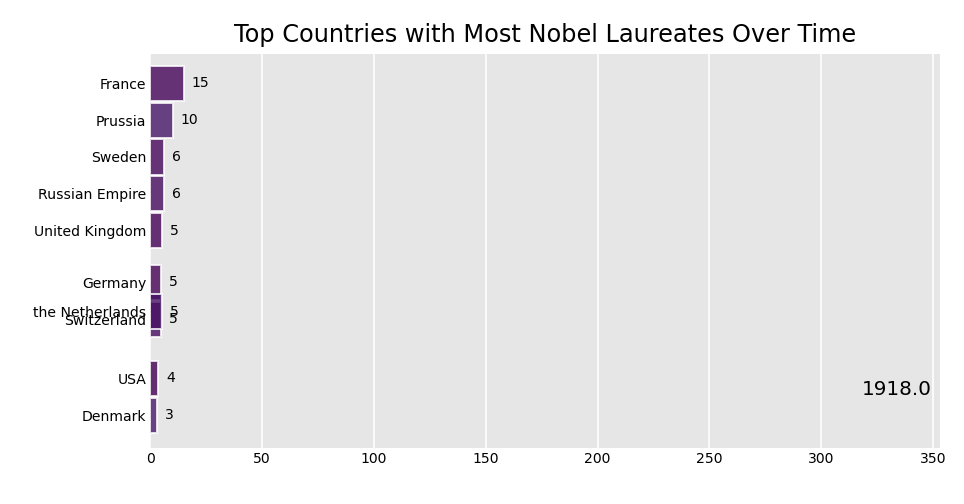 Top Countries with Most Nobel Laureates Over Time
France 15
Prussia 10
Sweden 6
Russian Empire 6
United Kingdom 5
Germany 5
the Netherlands 5
Switzerland 5
USA 4
1918.0
Denmark 3
0 50 100 150 200 250 300 350